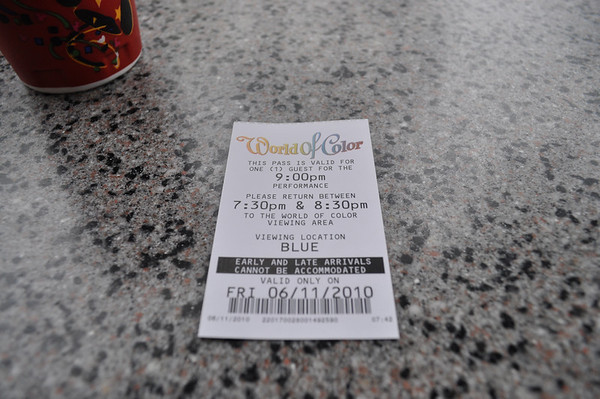 World Of Color
THIS PASS IS VALID FOR
ONE (1) GUEST FOR THE
9:00pm
PERFORMANCE
PLEASE RETURN BETWEEN
7:30pm & 8:30pm
TO THE WORLD OF COLOR
VIEWING AREA
VIEWING LOCATION
BLUE
EARLY AND LATE ARRIVALS
CANNOT BE ACCOMMODATED
VALID ONLY ON
FRI 06/11/2010